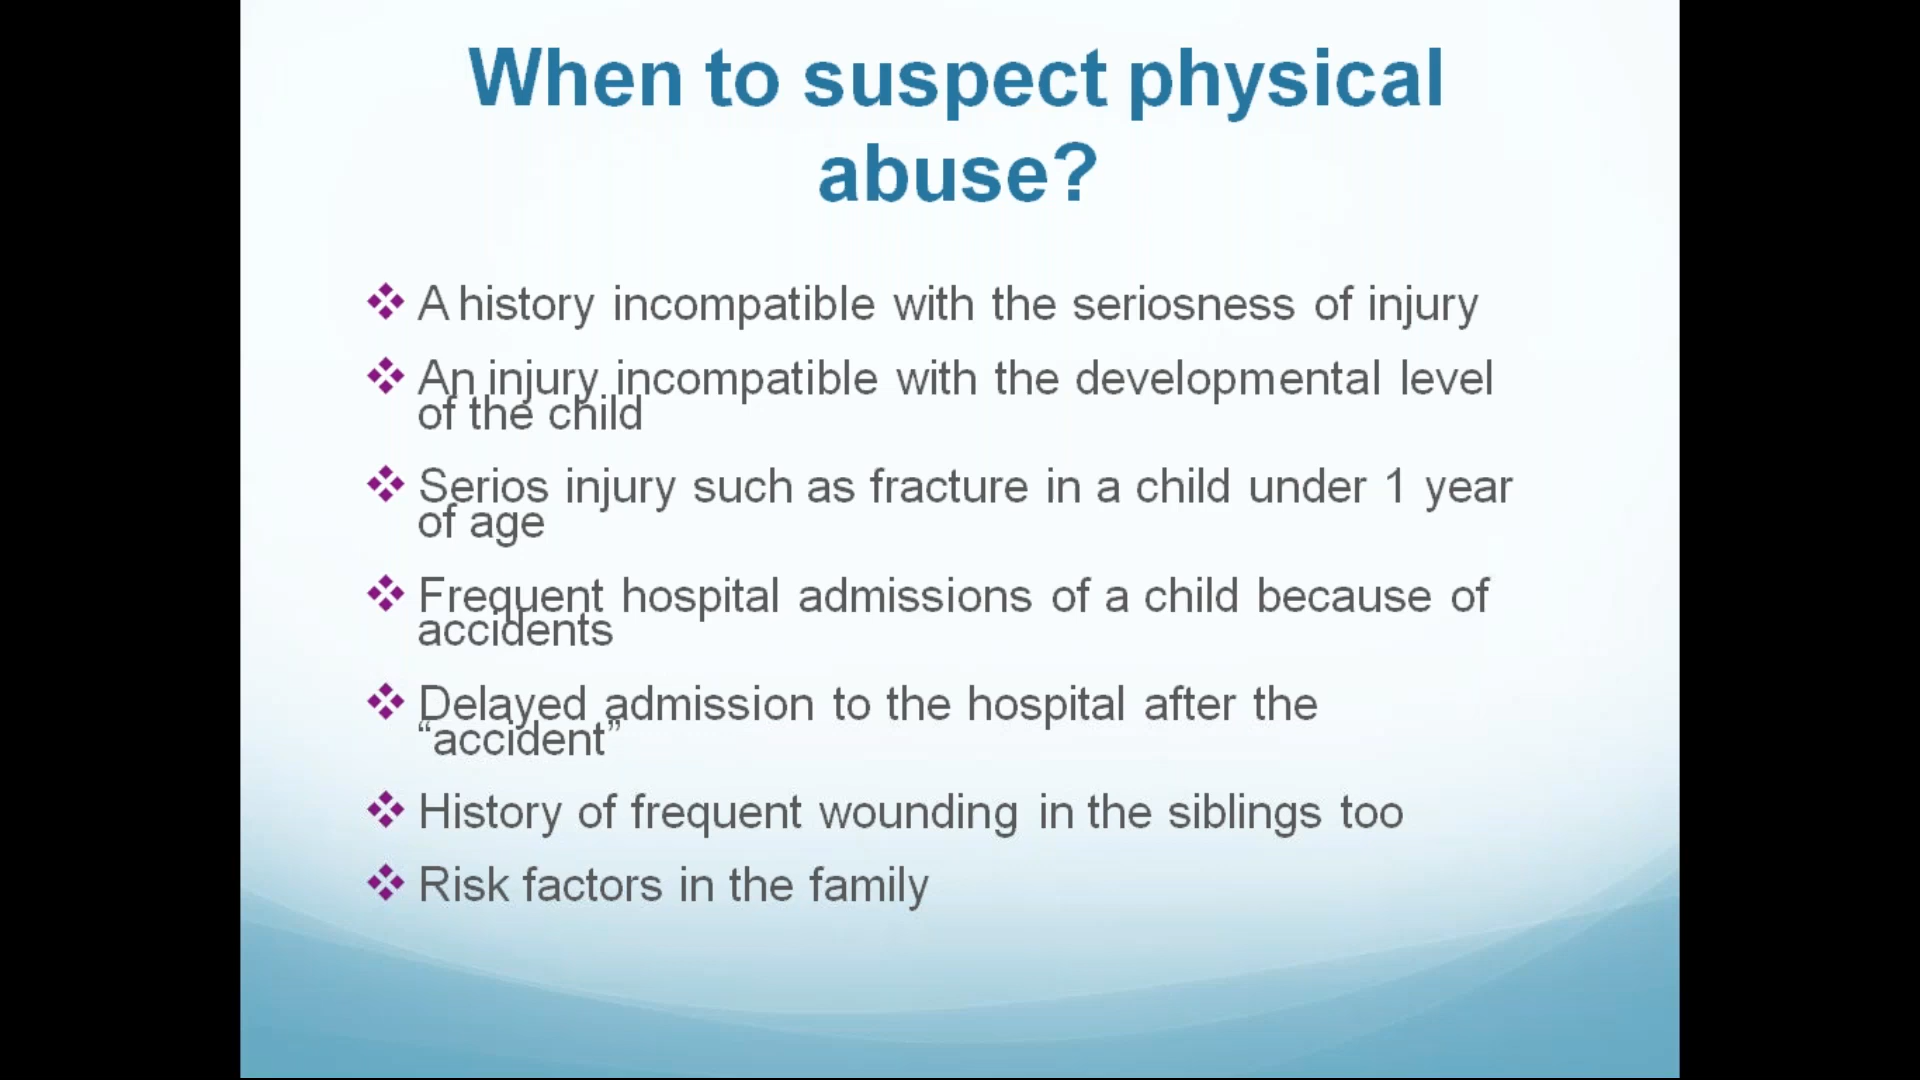 When to suspect physical
abuse?
A history incompatible with the seriosness of injury
An injury incompatible with the developmental level
of the child
Serios injury such as fracture in a child under 1 year
of age
Frequent hospital admissions of a child because of
accidents
Delayed admission to the hospital after the
“accident”
History of frequent wounding in the siblings too
Risk factors in the family